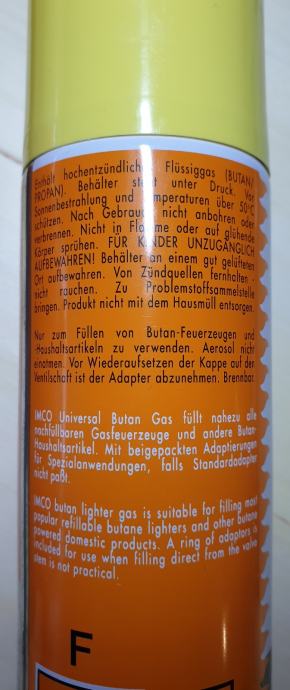 Enthält hochentzündliches Flüssiggas (BUTAN/
PROPAN). Behälter steht unter Druck. Vor
Sonnenbestrahlung und Temperaturen über 50°C
schützen. Nach Gebrauch nicht anbohren oder
verbrennen. Nicht in Flamme oder auf glühende
Körper sprühen. FÜR KINDER UNZUGÄNGLICH
AUFBEWAHREN! Behälter an einem gut gelüfteten
Ort aufbewahren. Von Zündquellen fernhalten -
nicht rauchen. Zu Problemstoffsammelstelle
bringen. Produkt nicht mit dem Hausmüll entsorgen.
Nur zum Füllen von Butan-Feuerzeugen und
-Haushaltsartikeln zu verwenden. Aerosol nicht
einatmen. Vor Wiederaufsetzen der Kappe auf den
Ventilschaft ist der Adapter abzunehmen. Brennbar.
IMCO Universal Butan Gas füllt nahezu alle
nachfüllbaren Gasfeuerzeuge und andere Butan-
Haushaltsartikel. Mit beigepackten Adaptierungen
für Spezialanwendungen, falls Standardadapter
nicht paßt.
IMCO butan lighter gas is suitable for filling most
popular refillable butane lighters and other butane
powered domestic products. A ring of adaptors is
included for use when filling direct from the valve
stem is not practical.
F